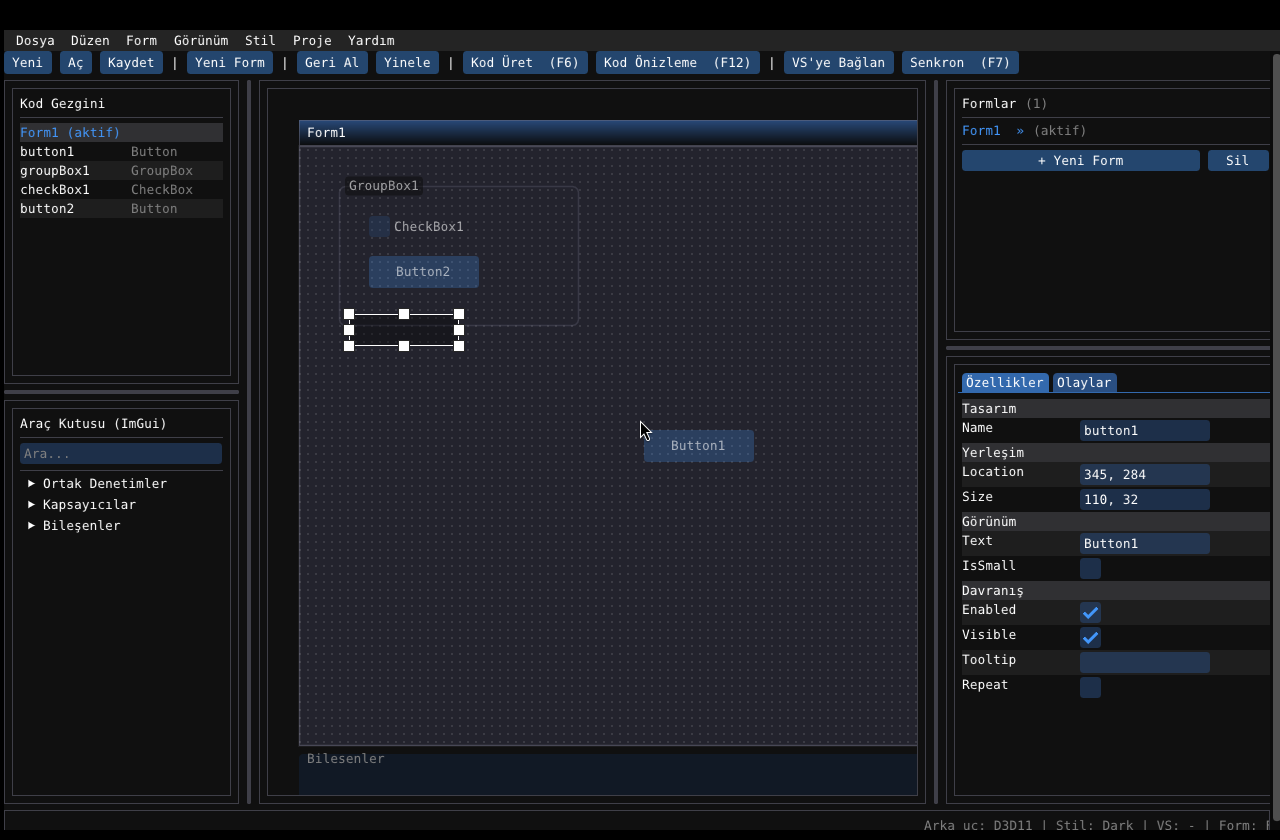 Dosya Düzen Form Görünüm Stil Proje Yardım
Yeni Aç Kaydet | Yeni Form | Geri Al Yinele | Kod Üret (F6) Kod Önizleme (F12) | VS'ye Bağlan Senkron (F7)
Kod Gezgini
Form1 (aktif)
button1 Button
groupBox1 GroupBox
checkBox1 CheckBox
button2 Button
Araç Kutusu (ImGui)
Ara...
Ortak Denetimler
Kapsayıcılar
Bileşenler
Form1
GroupBox1
CheckBox1
Button2
Button1
Bilesenler
Formlar (1)
Form1 » (aktif)
+ Yeni Form Sil
Özellikler Olaylar
Tasarım
Name button1
Yerleşim
Location 345, 284
Size 110, 32
Görünüm
Text Button1
IsSmall
Davranış
Enabled
Visible
Tooltip
Repeat
Arka uc: D3D11 | Stil: Dark | VS: - | Form: